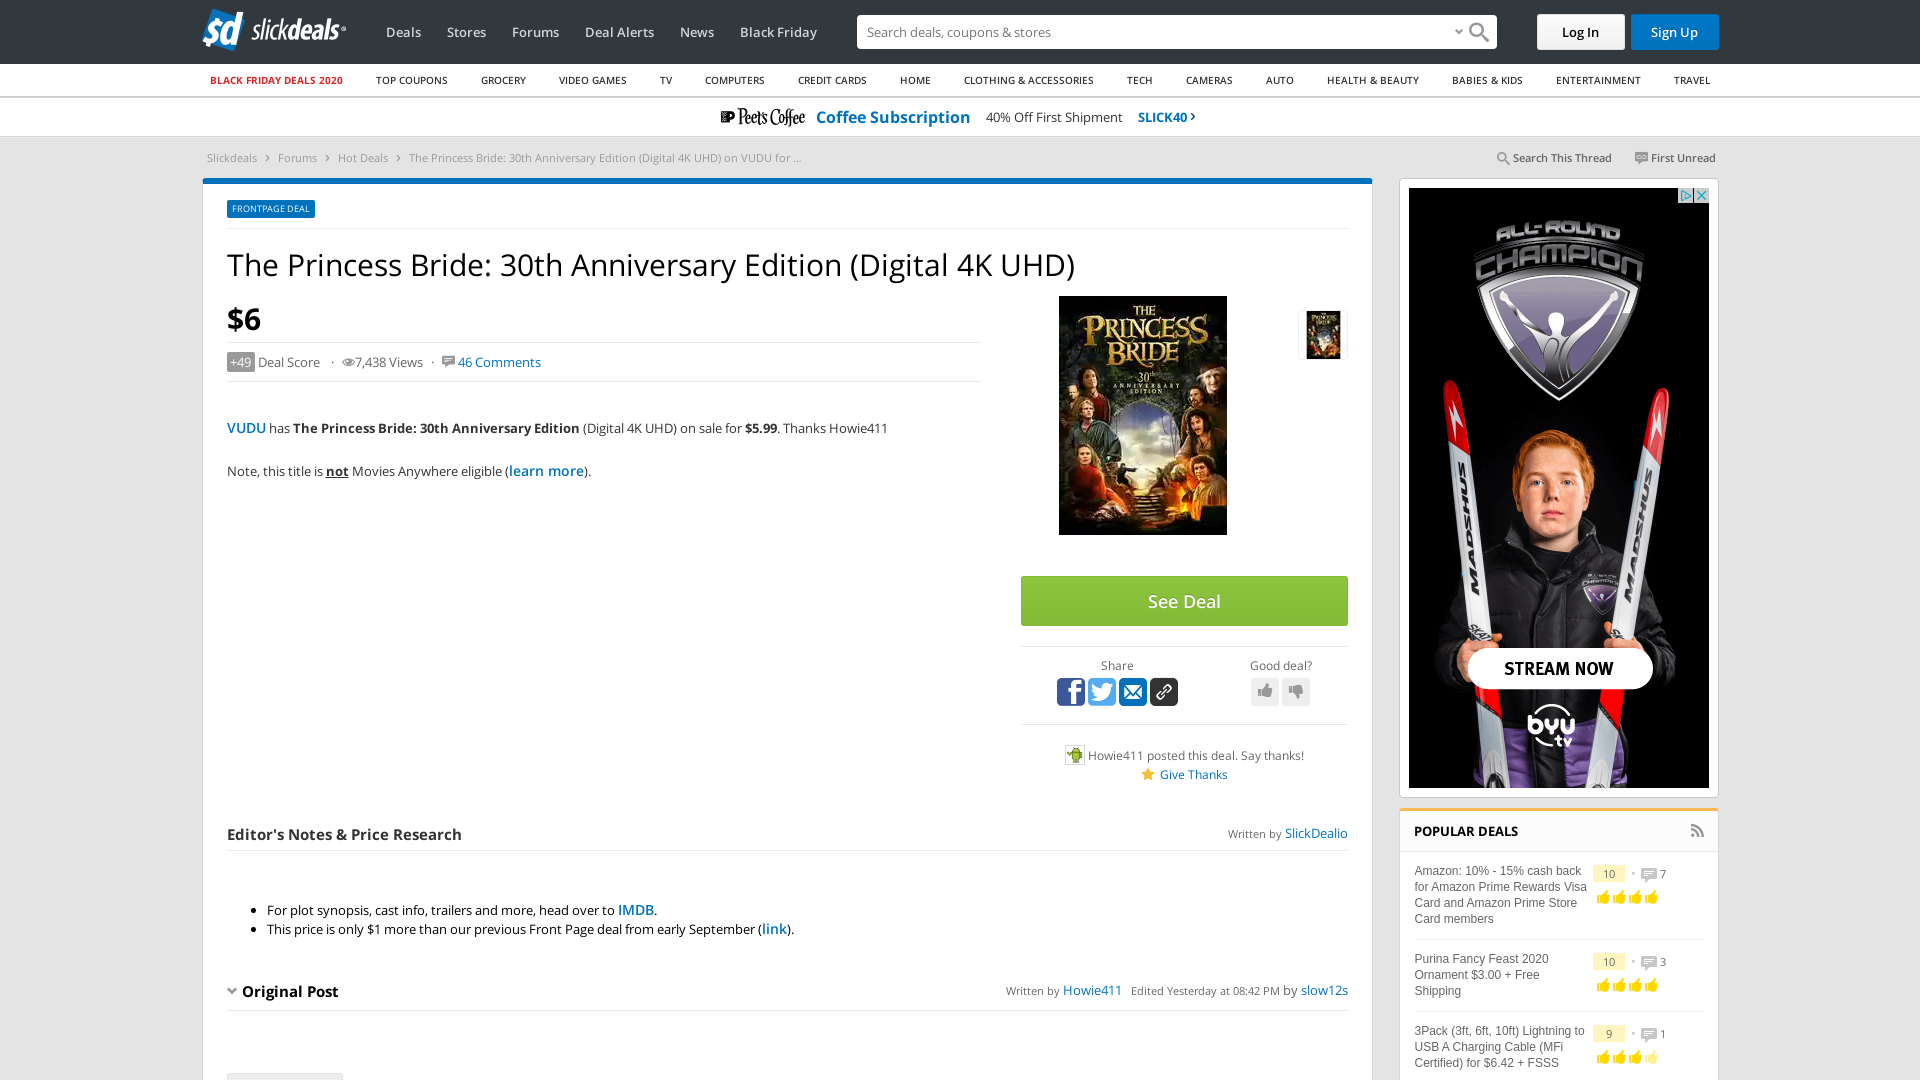 slickdeals
Deals
Stores
Forums
Deal Alerts
News
Black Friday
Search deals, coupons & stores
Log In
Sign Up
BLACK FRIDAY DEALS 2020
TOP COUPONS
GROCERY
VIDEO GAMES
TV
COMPUTERS
CREDIT CARDS
HOME
CLOTHING & ACCESSORIES
TECH
CAMERAS
AUTO
HEALTH & BEAUTY
BABIES & KIDS
ENTERTAINMENT
TRAVEL
Peet's Coffee Coffee Subscription 40% Off First Shipment SLICK40
Slickdeals > Forums > Hot Deals > The Princess Bride: 30th Anniversary Edition (Digital 4K UHD) on VUDU for ...
Search This Thread
First Unread
FRONTPAGE DEAL
The Princess Bride: 30th Anniversary Edition (Digital 4K UHD)
$6
+49 Deal Score · 7,438 Views · 46 Comments
VUDU has The Princess Bride: 30th Anniversary Edition (Digital 4K UHD) on sale for $5.99. Thanks Howie411
Note, this title is not Movies Anywhere eligible (learn more).
THE
PRINCESS
BRIDE
30th
ANNIVERSARY
EDITION
See Deal
Share
Good deal?
Howie411 posted this deal. Say thanks!
Give Thanks
Editor's Notes & Price Research
Written by SlickDealio
• For plot synopsis, cast info, trailers and more, head over to IMDB.
• This price is only $1 more than our previous Front Page deal from early September (link).
Original Post
Written by Howie411 Edited Yesterday at 08:42 PM by slow12s
ALL-ROUND
CHAMPION
MADSHUS
MADSHUS
STREAM NOW
byu
tv
POPULAR DEALS
Amazon: 10% - 15% cash back
for Amazon Prime Rewards Visa
Card and Amazon Prime Store
Card members
10 • 7
Purina Fancy Feast 2020
Ornament $3.00 + Free
Shipping
10 • 3
3Pack (3ft, 6ft, 10ft) Lightning to
USB A Charging Cable (MFi
Certified) for $6.42 + FSSS
9 • 1